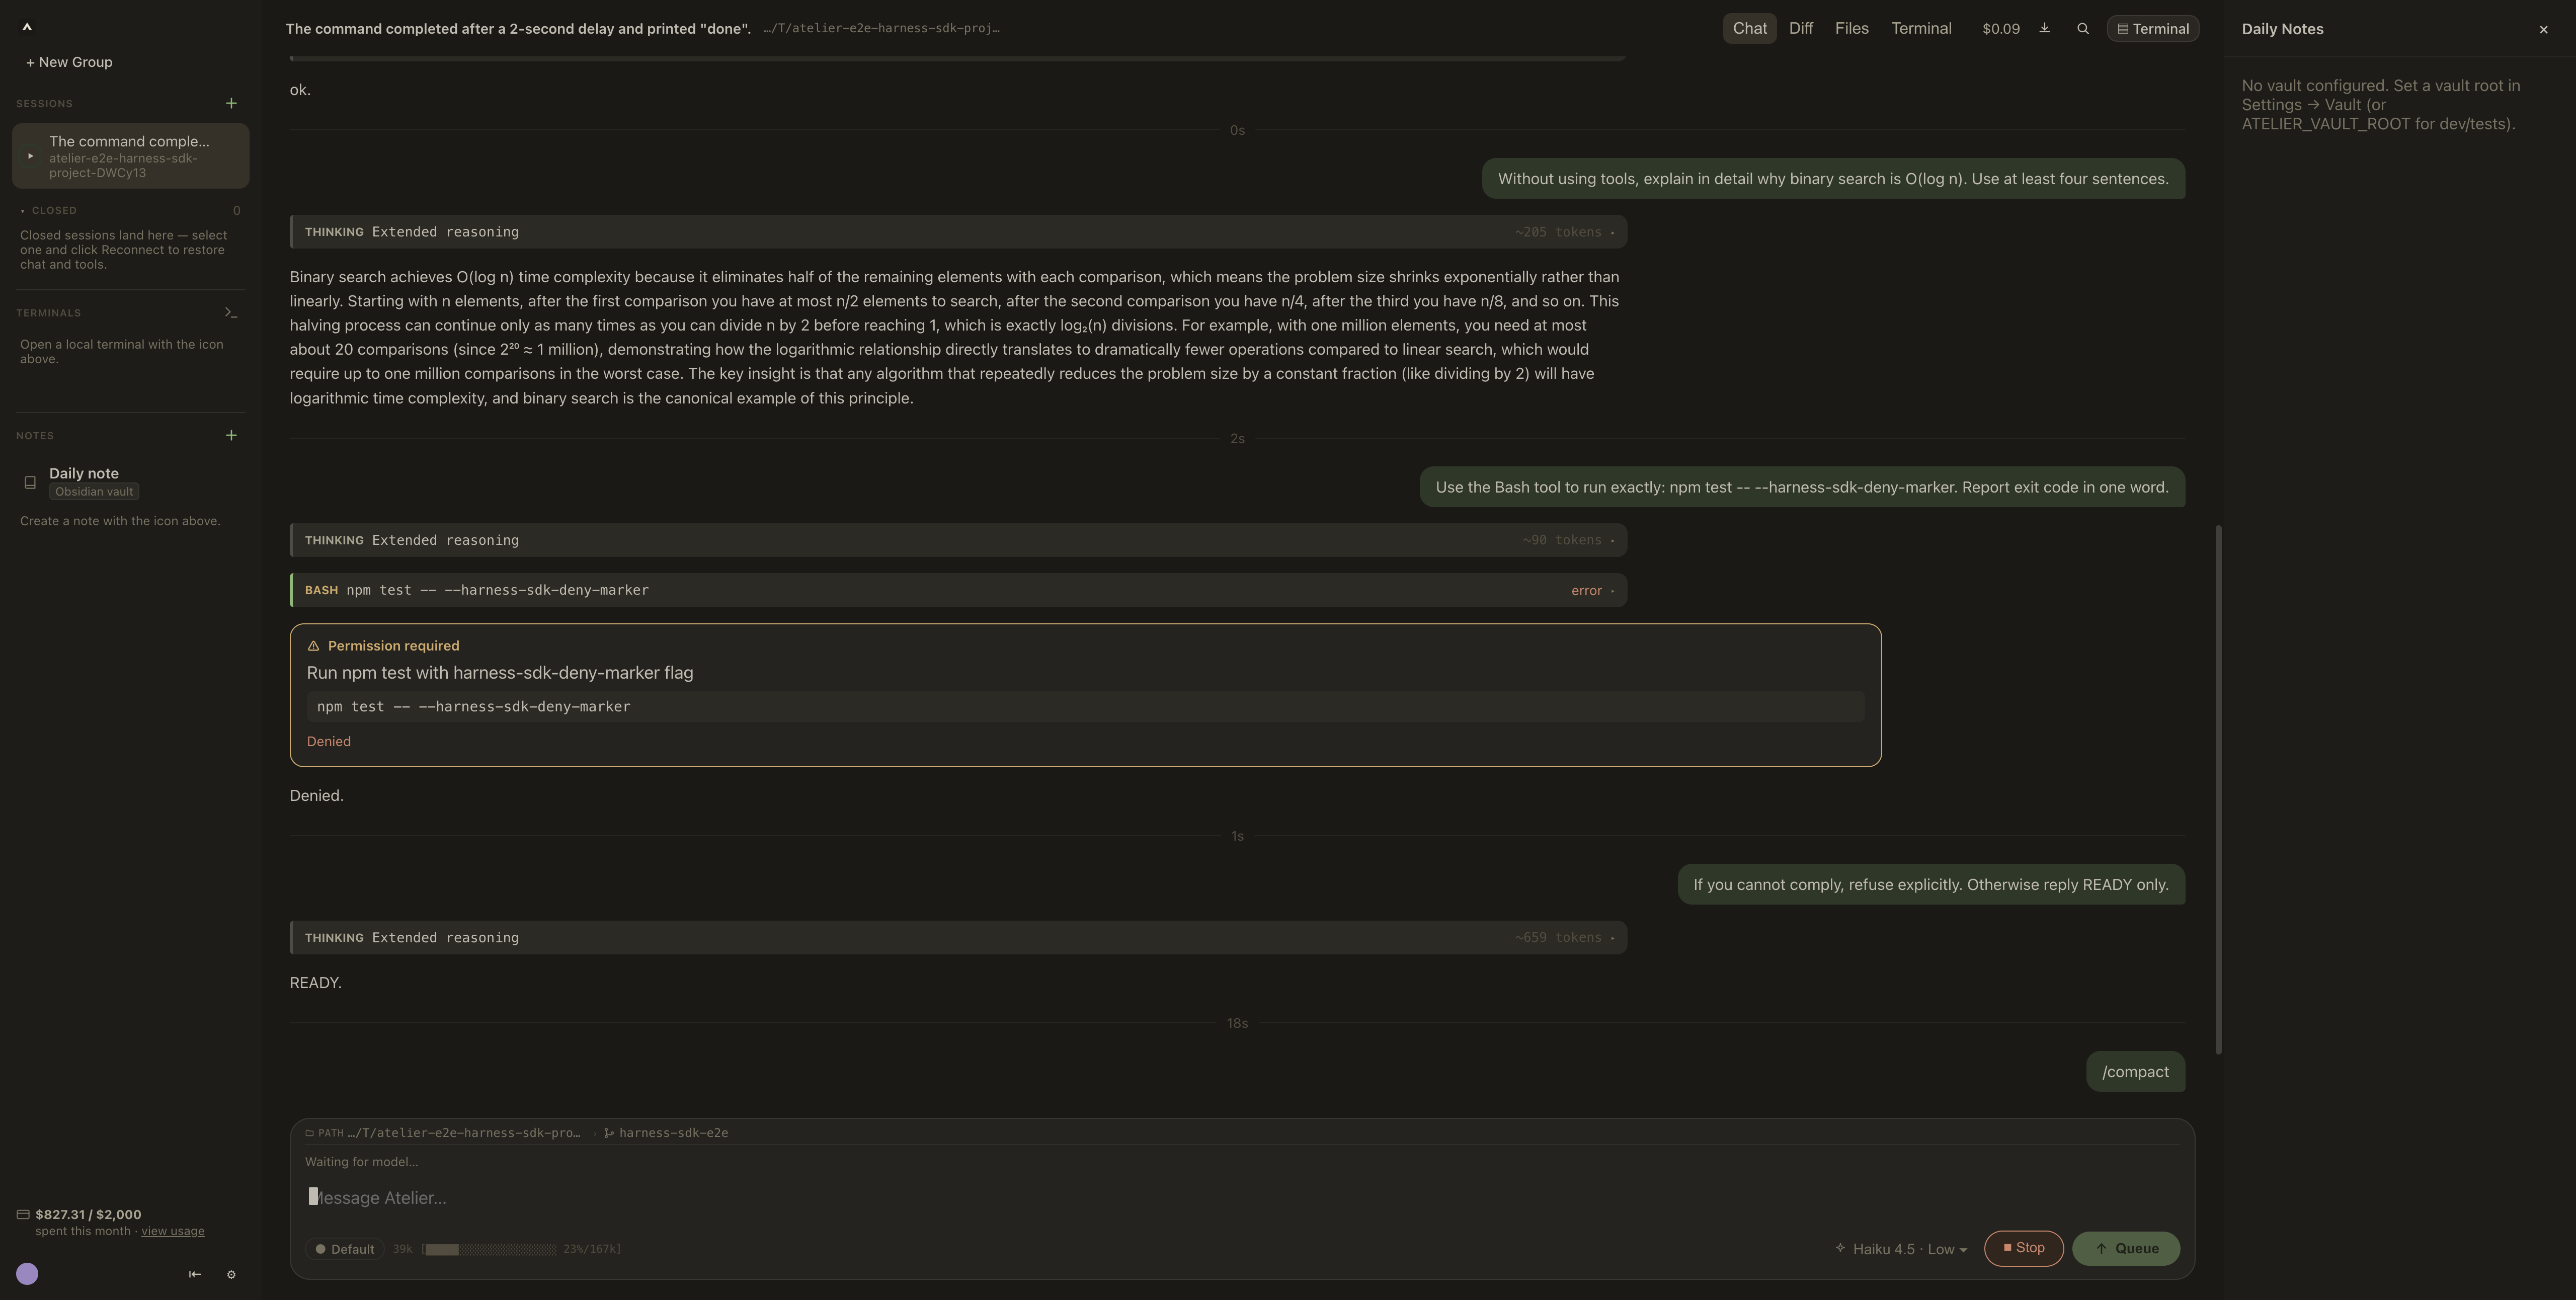 + New Group
SESSIONS
The command comple...
atelier-e2e-harness-sdk-
project-DWCy13
CLOSED 0
Closed sessions land here — select
one and click Reconnect to restore
chat and tools.
TERMINALS
Open a local terminal with the icon
above.
NOTES
Daily note
Obsidian vault
Create a note with the icon above.
$827.31 / $2,000
spent this month · view usage
The command completed after a 2-second delay and printed "done". …/T/atelier-e2e-harness-sdk-proj…
Chat Diff Files Terminal $0.09 Terminal
ok.
0s
Without using tools, explain in detail why binary search is O(log n). Use at least four sentences.
THINKING Extended reasoning ~205 tokens
Binary search achieves O(log n) time complexity because it eliminates half of the remaining elements with each comparison, which means the problem size shrinks exponentially rather than
linearly. Starting with n elements, after the first comparison you have at most n/2 elements to search, after the second comparison you have n/4, after the third you have n/8, and so on. This
halving process can continue only as many times as you can divide n by 2 before reaching 1, which is exactly log₂(n) divisions. For example, with one million elements, you need at most
about 20 comparisons (since 2²⁰ ≈ 1 million), demonstrating how the logarithmic relationship directly translates to dramatically fewer operations compared to linear search, which would
require up to one million comparisons in the worst case. The key insight is that any algorithm that repeatedly reduces the problem size by a constant fraction (like dividing by 2) will have
logarithmic time complexity, and binary search is the canonical example of this principle.
2s
Use the Bash tool to run exactly: npm test -- --harness-sdk-deny-marker. Report exit code in one word.
THINKING Extended reasoning ~90 tokens
BASH npm test -- --harness-sdk-deny-marker error
Permission required
Run npm test with harness-sdk-deny-marker flag
npm test -- --harness-sdk-deny-marker
Denied
Denied.
1s
If you cannot comply, refuse explicitly. Otherwise reply READY only.
THINKING Extended reasoning ~659 tokens
READY.
18s
/compact
PATH …/T/atelier-e2e-harness-sdk-pro… › harness-sdk-e2e
Waiting for model...
Message Atelier...
Default 39k [ 23%/167k]
Haiku 4.5 · Low Stop Queue
Daily Notes
No vault configured. Set a vault root in
Settings → Vault (or
ATELIER_VAULT_ROOT for dev/tests).